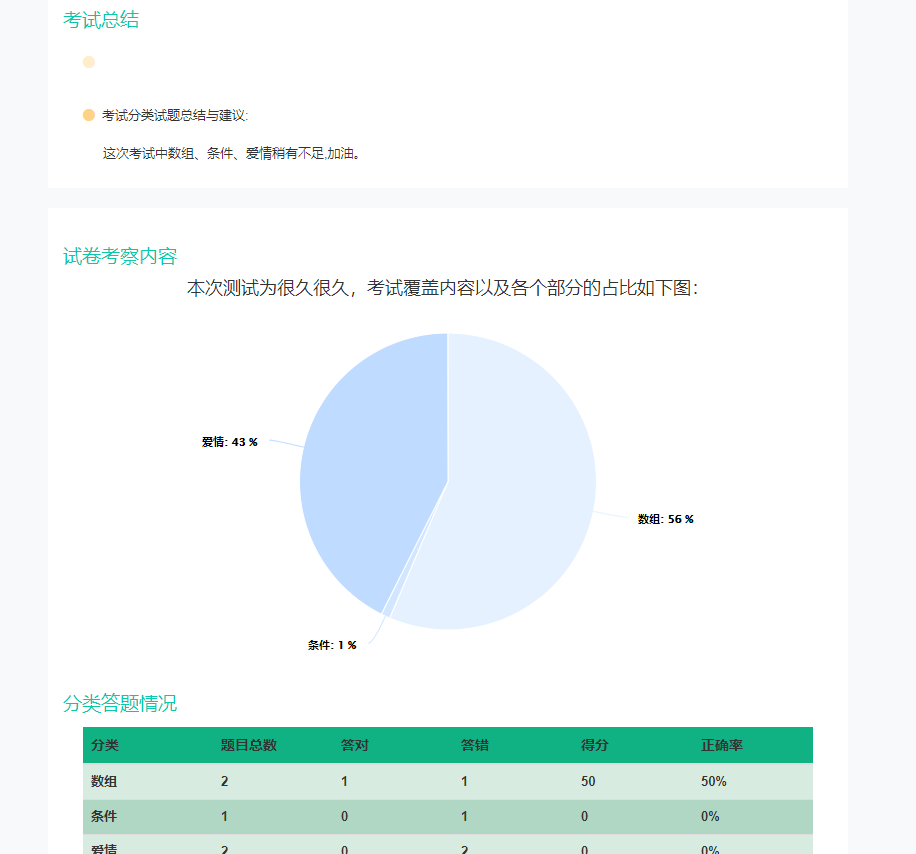 考试总结
考试分类试题总结与建议:
这次考试中数组、条件、爱情稍有不足,加油。
试卷考察内容
本次测试为很久很久，考试覆盖内容以及各个部分的占比如下图：
爱情: 43 %
数组: 56 %
条件: 1 %
分类答题情况
分类 题目总数 答对 答错 得分 正确率
数组 2 1 1 50 50%
条件 1 0 1 0 0%
爱情 2 0 2 0 0%